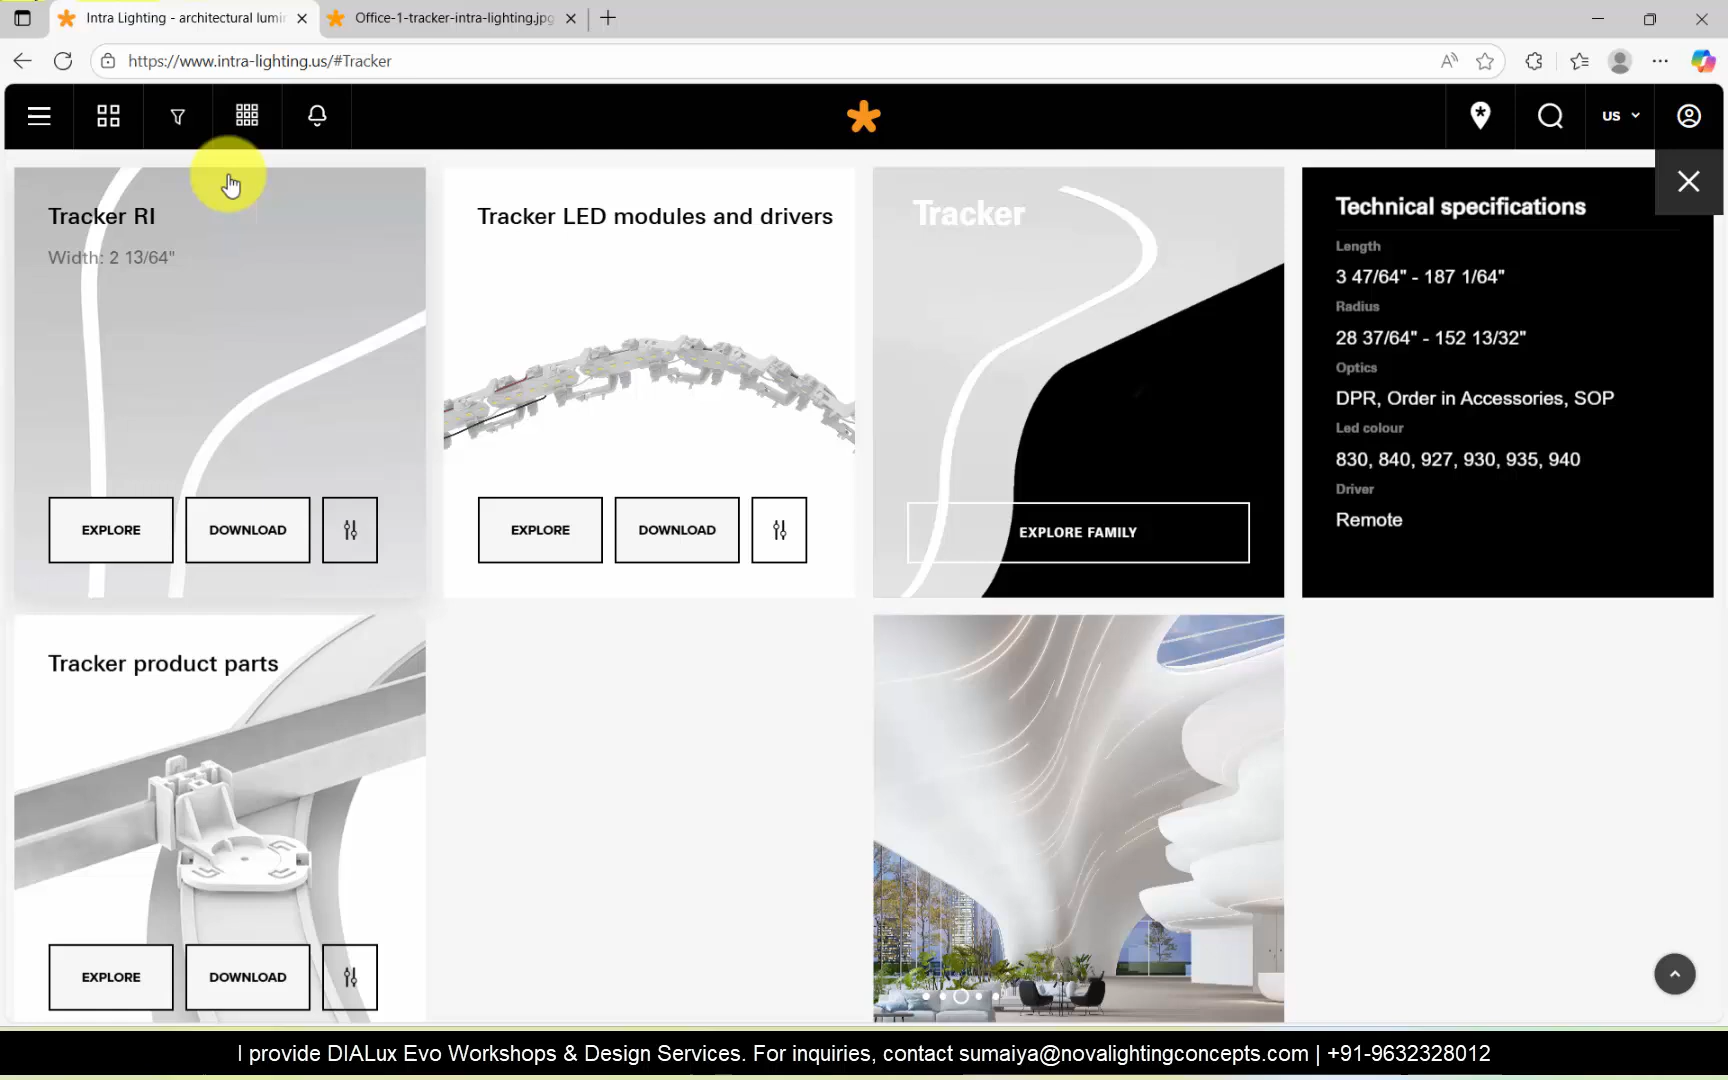 Intra Lighting - architectural lumin
Office-1-tracker-intra-lighting.jpg
https://www.intra-lighting.us/#Tracker
US
Tracker RI
Width: 2 13/64"
EXPLORE
DOWNLOAD
Tracker LED modules and drivers
EXPLORE
DOWNLOAD
Tracker
EXPLORE FAMILY
Technical specifications
Length
3 47/64" - 187 1/64"
Radius
28 37/64" - 152 13/32"
Optics
DPR, Order in Accessories, SOP
Led colour
830, 840, 927, 930, 935, 940
Driver
Remote
Tracker product parts
EXPLORE
DOWNLOAD
I provide DIALux Evo Workshops & Design Services. For inquiries, contact sumaiya@novalightingconcepts.com | +91-9632328012